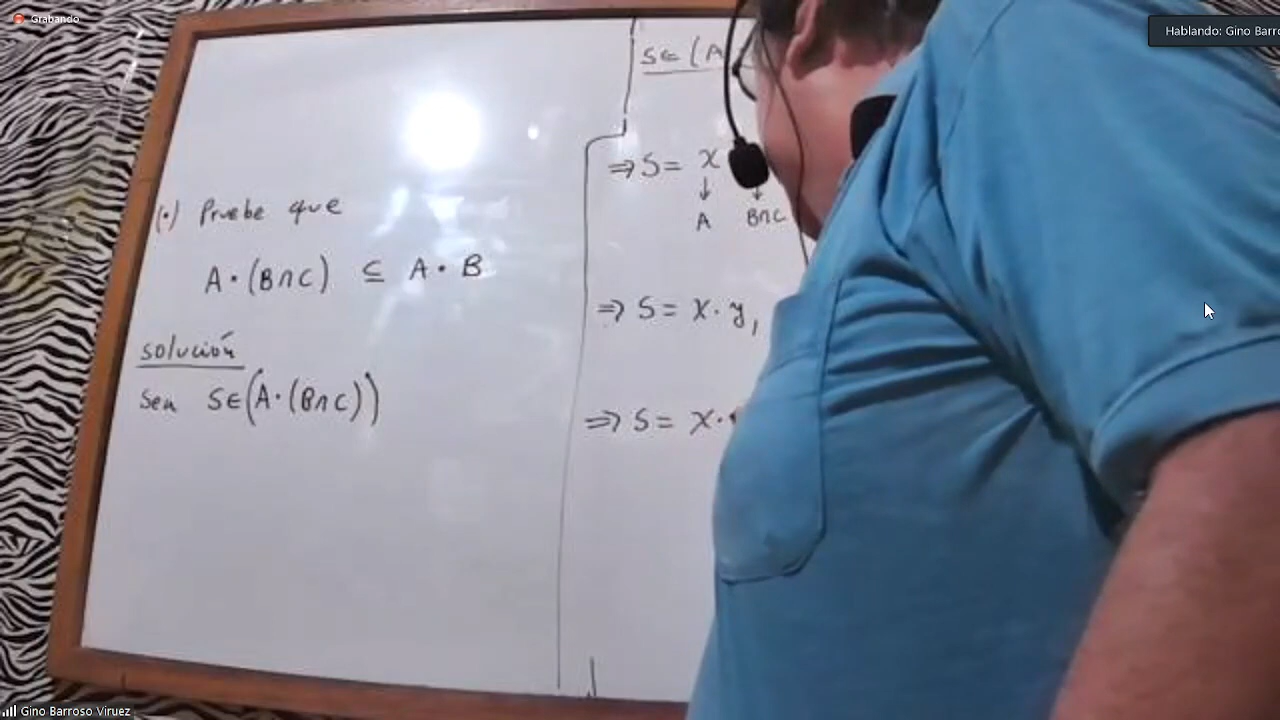 Grabando
Hablando: Gino Barro
(•) Pruebe que
A•(B∩C) ⊆ A•B
solución
Sea S∈(A•(B∩C))
S∈(A
⇒ S = x
↓ ↓
A B∩C
⇒ S = x•y,
⇒ S = x•
Gino Barroso Viruez